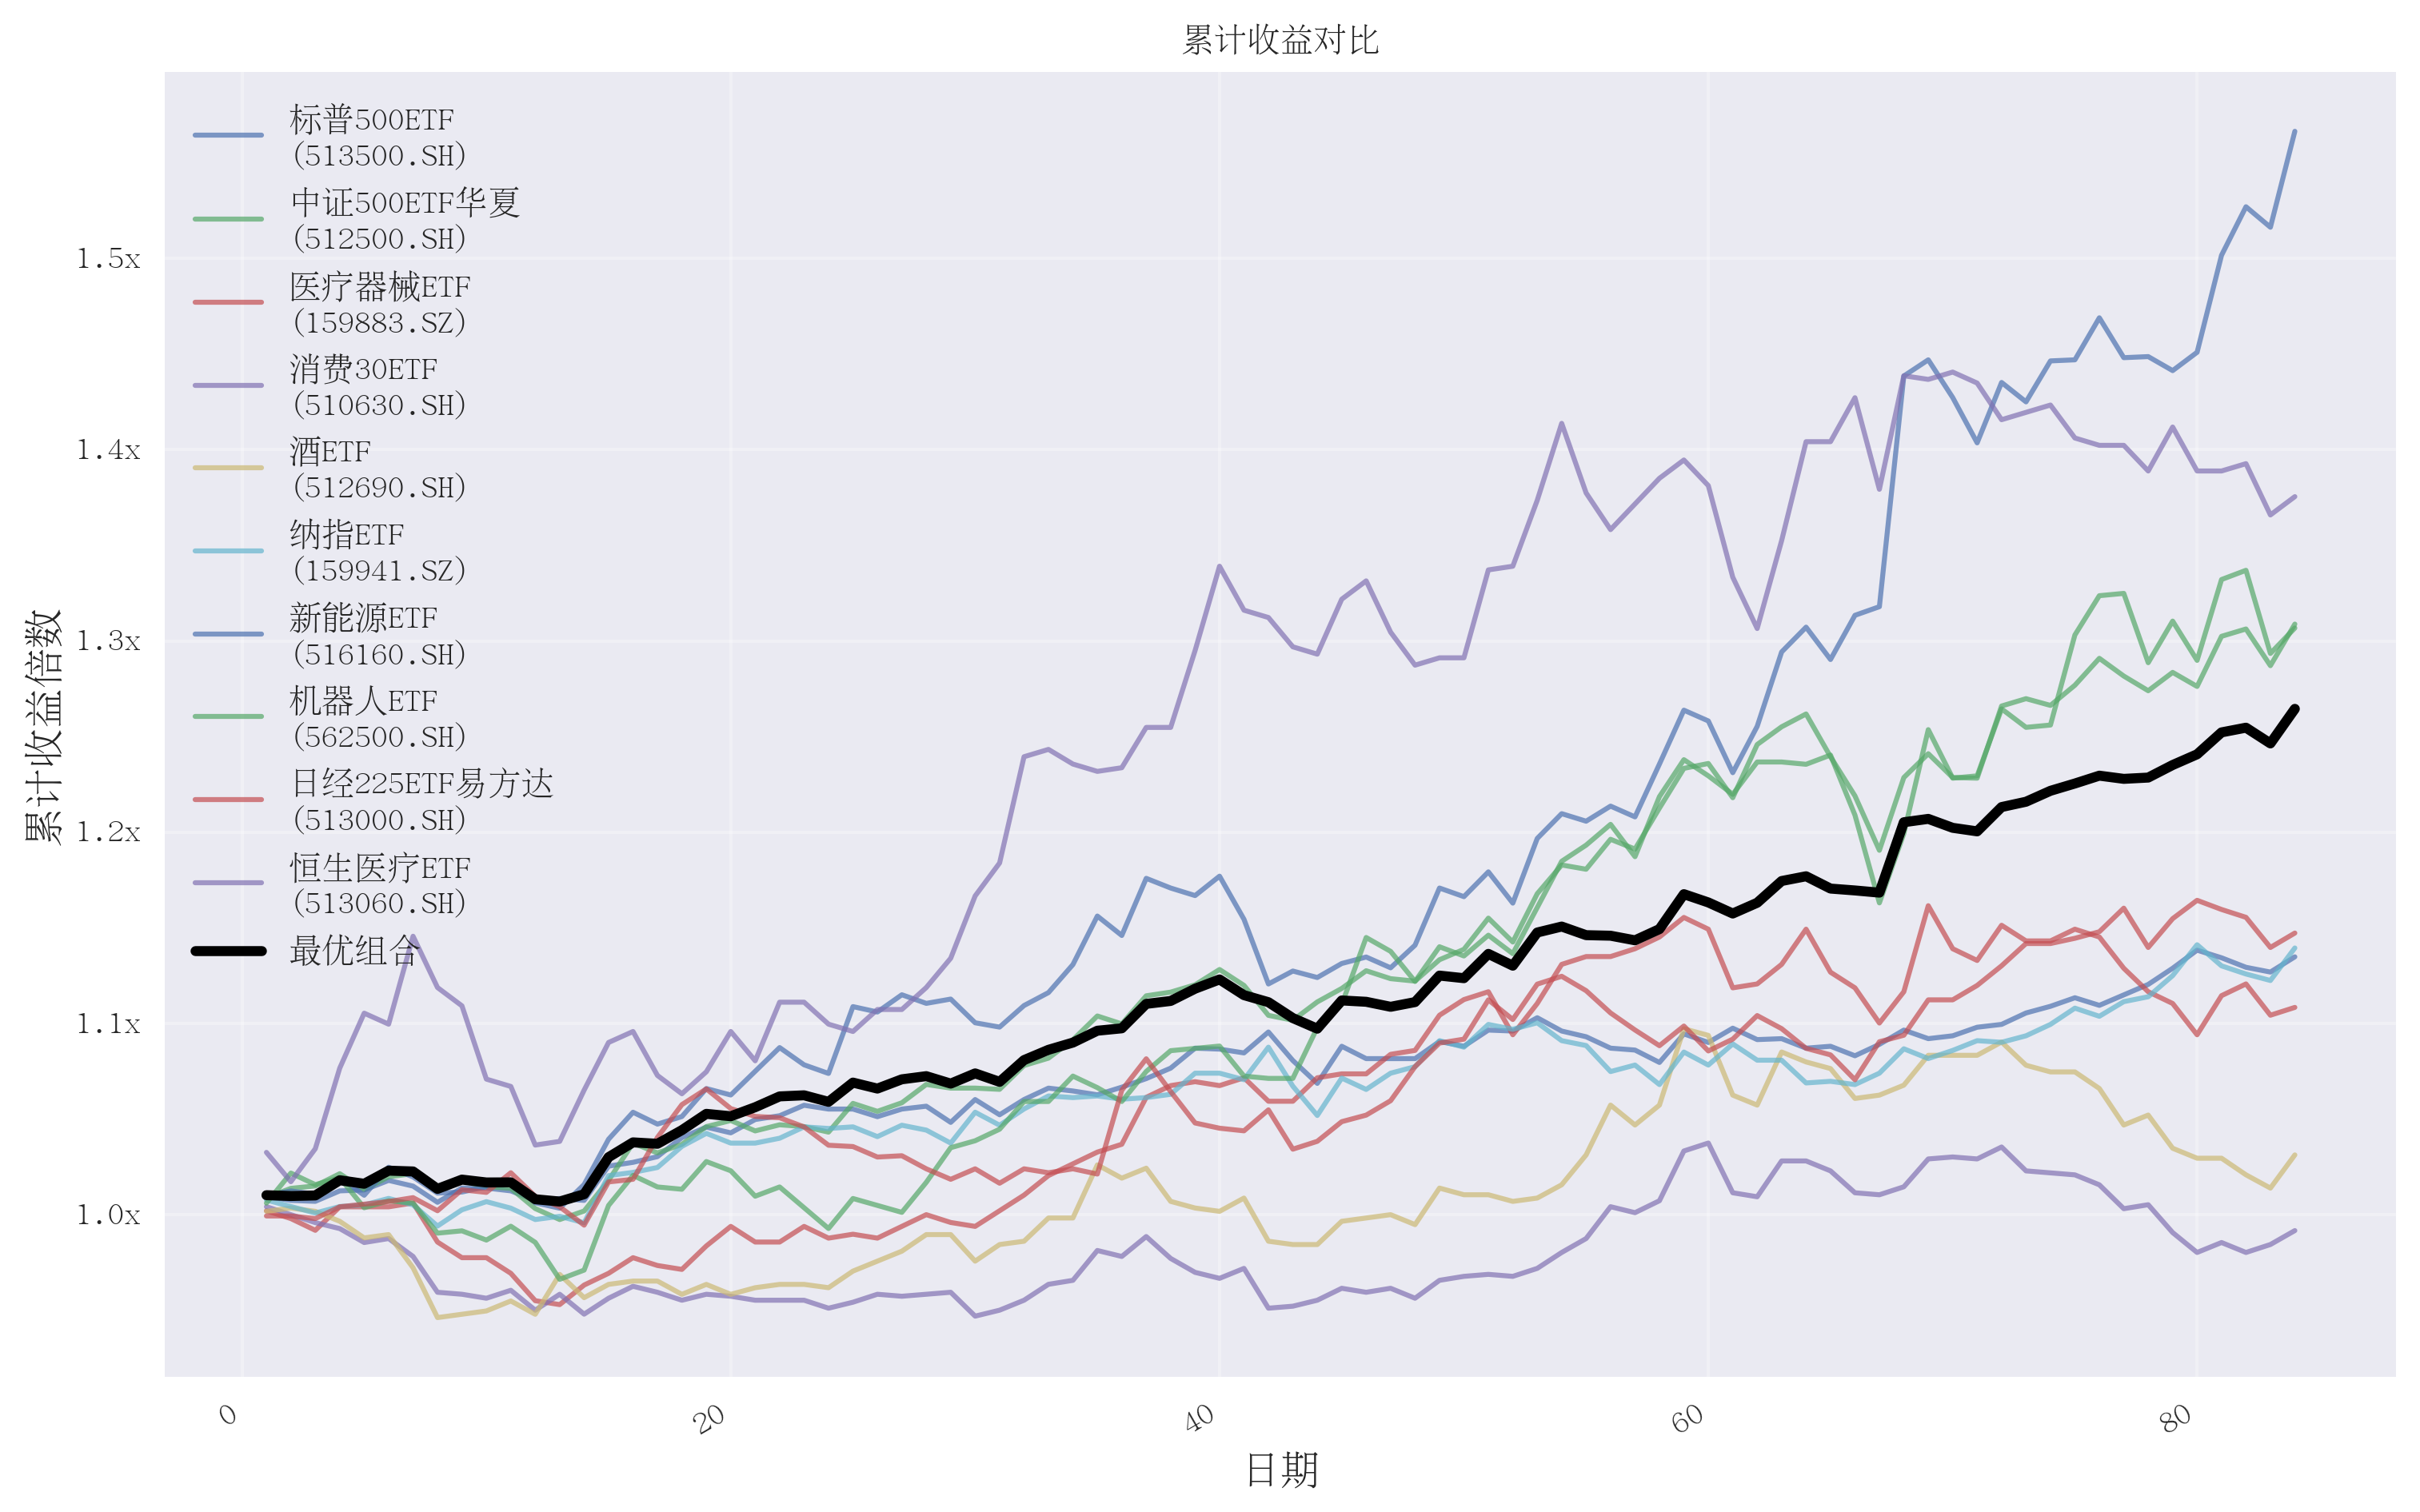 累计收益对比
标普500ETF
(513500.SH)
中证500ETF华夏
(512500.SH)
医疗器械ETF
(159883.SZ)
消费30ETF
(510630.SH)
酒ETF
(512690.SH)
纳指ETF
(159941.SZ)
新能源ETF
(516160.SH)
机器人ETF
(562500.SH)
日经225ETF易方达
(513000.SH)
恒生医疗ETF
(513060.SH)
最优组合
累计收益倍数
1.5x
1.4x
1.3x
1.2x
1.1x
1.0x
0
20
40
60
80
日期